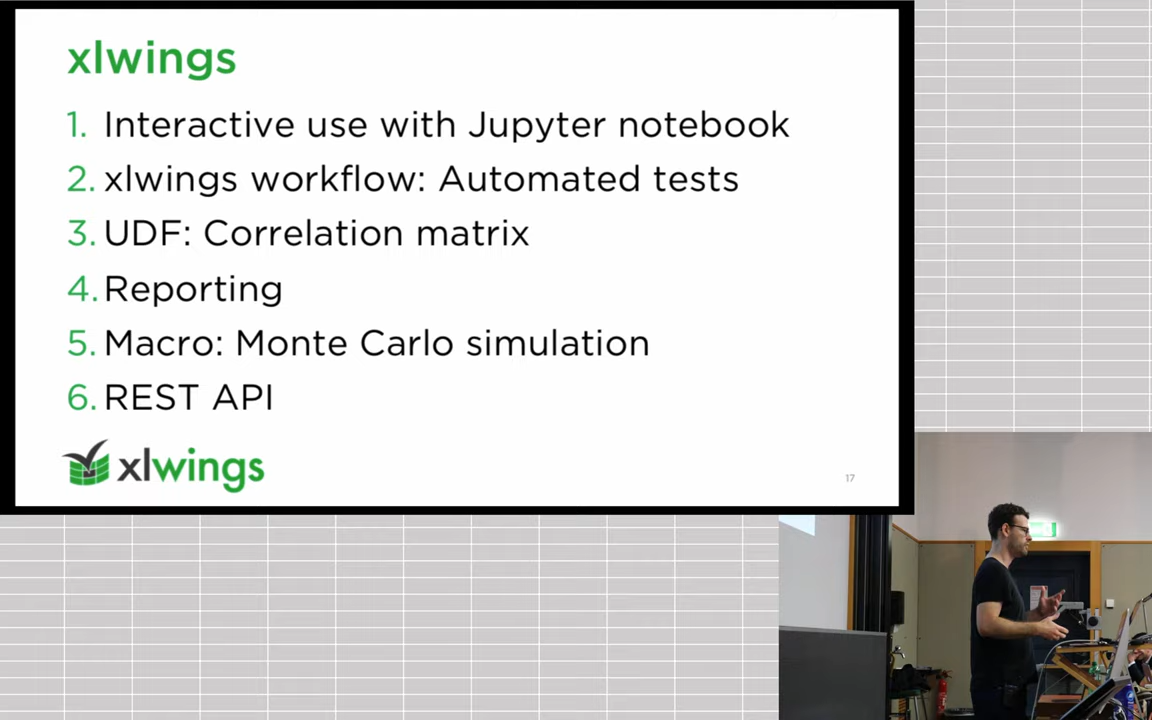 xlwings
1. Interactive use with Jupyter notebook
2. xlwings workflow: Automated tests
3. UDF: Correlation matrix
4. Reporting
5. Macro: Monte Carlo simulation
6. REST API
xlwings
17